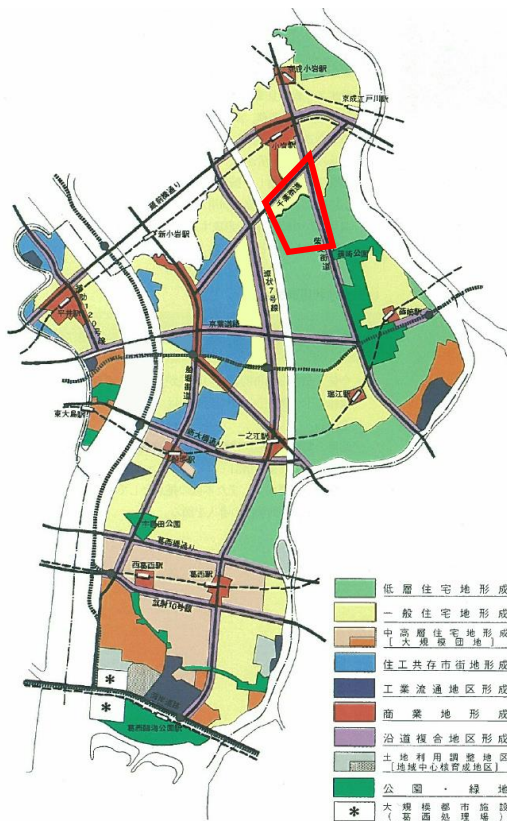 京成小岩駅
京成江戸川駅
小岩駅
蔵前橋通り
千葉街道
新小岩駅
柴又街道
環状7号線
平井駅
京葉道路
篠崎公園
篠崎駅
船堀街道
瑞江駅
東大島駅
新大橋通り
一之江駅
船堀駅
宇喜田公園
葛西橋通り
西葛西駅
葛西駅
放射16号線
葛西臨海公園駅
低層住宅地形成
一般住宅地形成
中高層住宅地形成
[大規模団地]
住工共存市街地形成
工業流通地区形成
商業地形成
沿道複合地区形成
土地利用調整地区
[地域中心核育成地区]
公園・緑地
* 大規模都市施設
(葛西処理場)
*
*